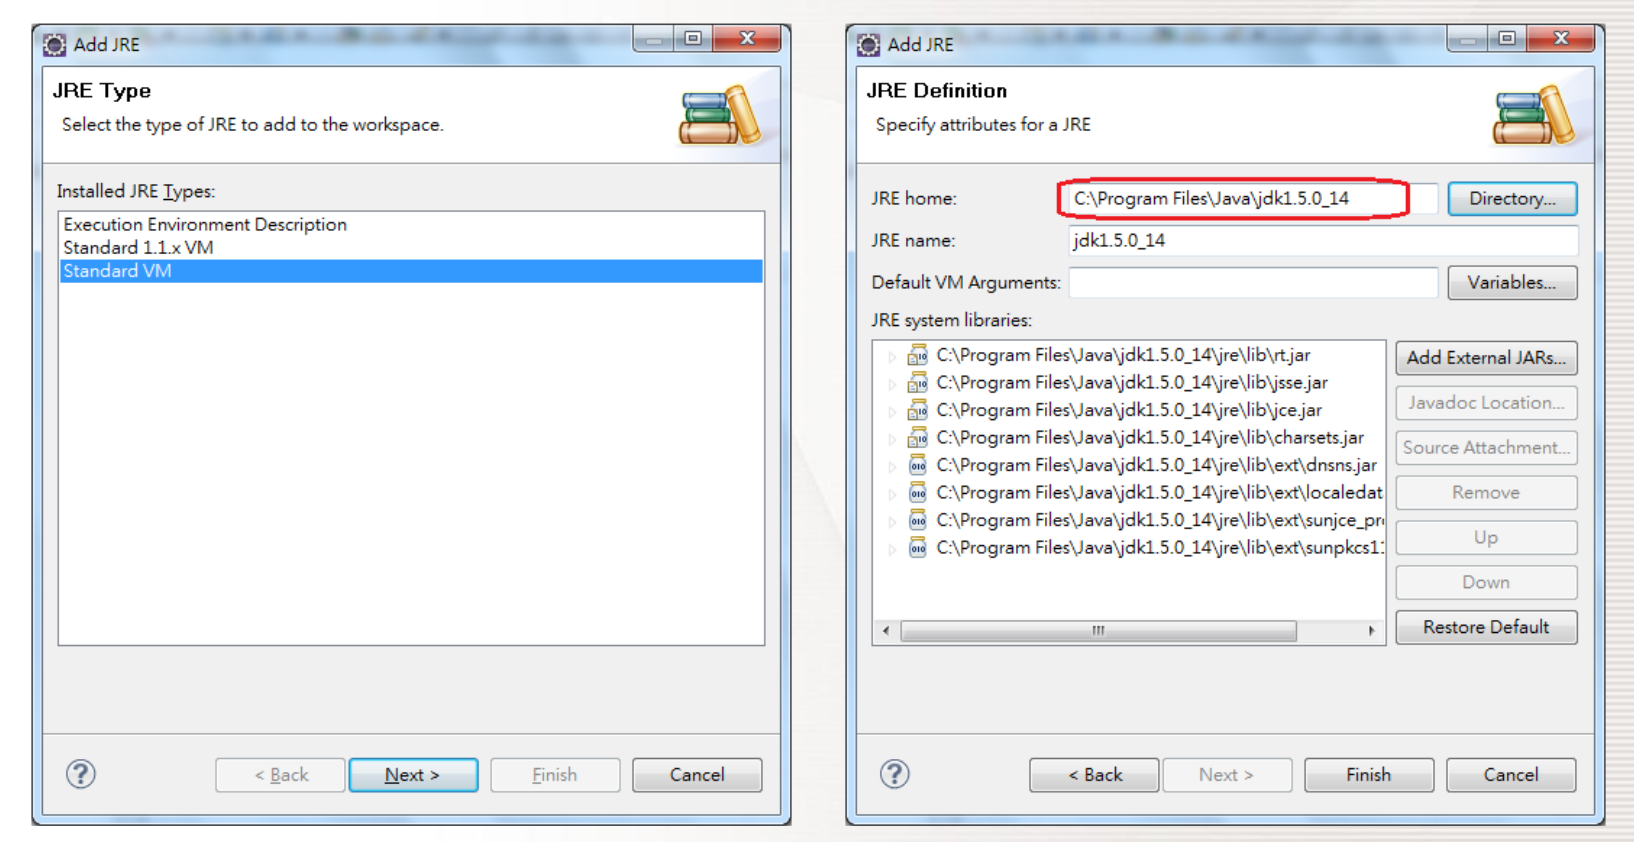 Add JRE
JRE Type
Select the type of JRE to add to the workspace.
Installed JRE Types:
Execution Environment Description
Standard 1.1.x VM
Standard VM
< Back
Next >
Finish
Cancel
Add JRE
JRE Definition
Specify attributes for a JRE
JRE home:
C:\Program Files\Java\jdk1.5.0_14
Directory...
JRE name:
jdk1.5.0_14
Default VM Arguments:
Variables...
JRE system libraries:
C:\Program Files\Java\jdk1.5.0_14\jre\lib\rt.jar
C:\Program Files\Java\jdk1.5.0_14\jre\lib\jsse.jar
C:\Program Files\Java\jdk1.5.0_14\jre\lib\jce.jar
C:\Program Files\Java\jdk1.5.0_14\jre\lib\charsets.jar
C:\Program Files\Java\jdk1.5.0_14\jre\lib\ext\dnsns.jar
C:\Program Files\Java\jdk1.5.0_14\jre\lib\ext\localedat
C:\Program Files\Java\jdk1.5.0_14\jre\lib\ext\sunjce_pr
C:\Program Files\Java\jdk1.5.0_14\jre\lib\ext\sunpkcs1
Add External JARs...
Javadoc Location...
Source Attachment...
Remove
Up
Down
Restore Default
< Back
Next >
Finish
Cancel